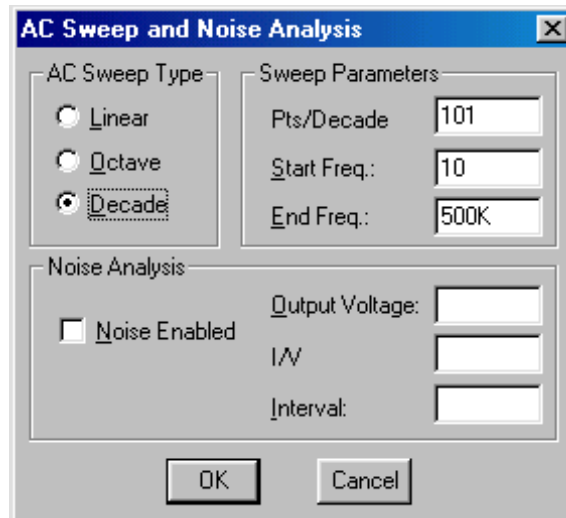 AC Sweep and Noise Analysis
AC Sweep Type
Linear
Octave
Decade
Sweep Parameters
Pts/Decade 101
Start Freq.: 10
End Freq.: 500K
Noise Analysis
Noise Enabled
Output Voltage:
I/V
Interval:
OK Cancel